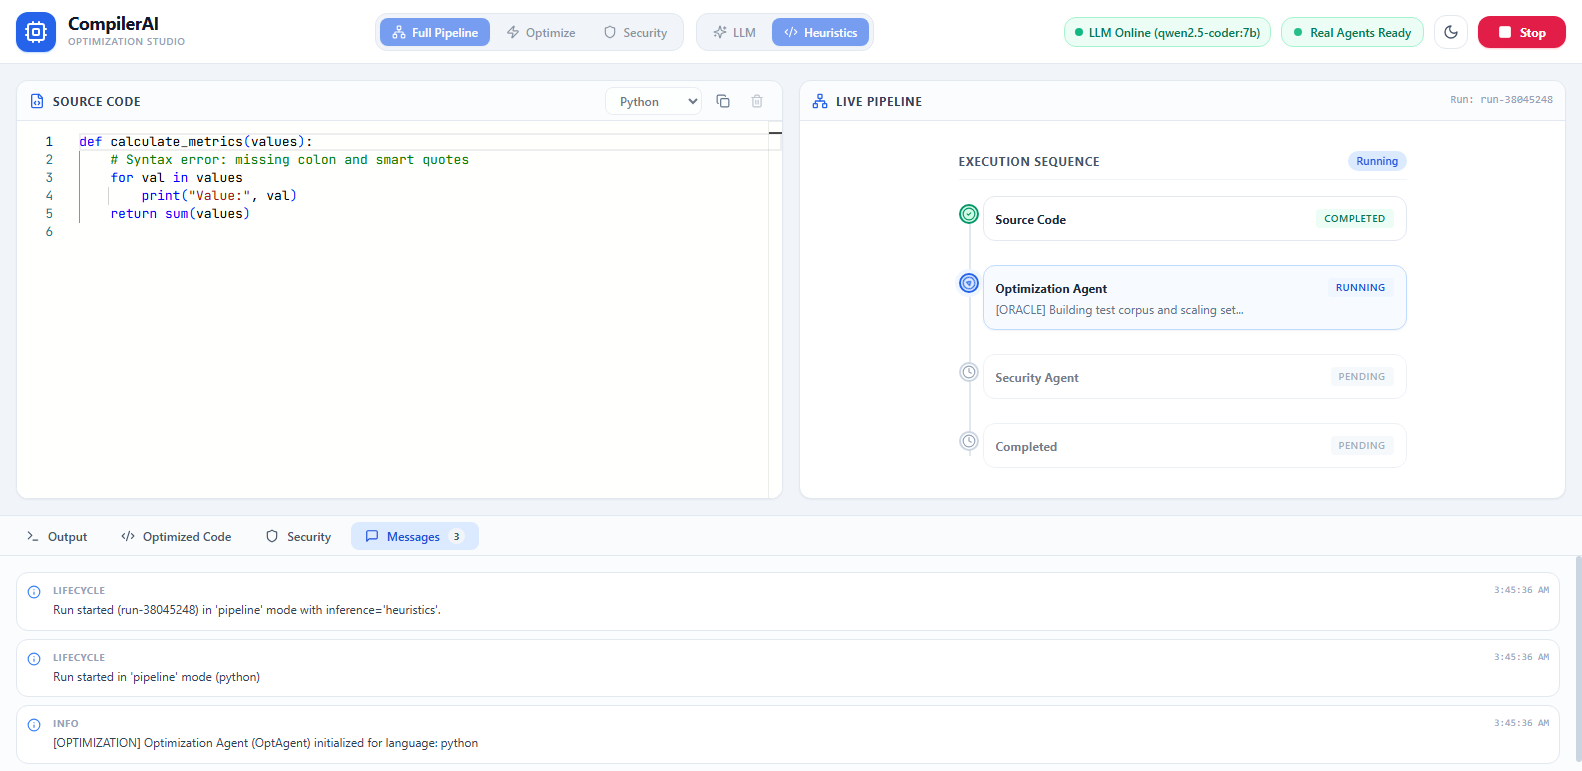 CompilerAI
OPTIMIZATION STUDIO
Full Pipeline
Optimize
Security
LLM
Heuristics
LLM Online (qwen2.5-coder:7b)
Real Agents Ready
Stop
SOURCE CODE
Python
1 def calculate_metrics(values):
2 # Syntax error: missing colon and smart quotes
3 for val in values
4 print("Value:", val)
5 return sum(values)
6
LIVE PIPELINE
Run: run-38045248
EXECUTION SEQUENCE
Running
Source Code
COMPLETED
Optimization Agent
RUNNING
[ORACLE] Building test corpus and scaling set...
Security Agent
PENDING
Completed
PENDING
Output
Optimized Code
Security
Messages 3
LIFECYCLE
3:45:36 AM
Run started (run-38045248) in 'pipeline' mode with inference='heuristics'.
LIFECYCLE
3:45:36 AM
Run started in 'pipeline' mode (python)
INFO
3:45:36 AM
[OPTIMIZATION] Optimization Agent (OptAgent) initialized for language: python